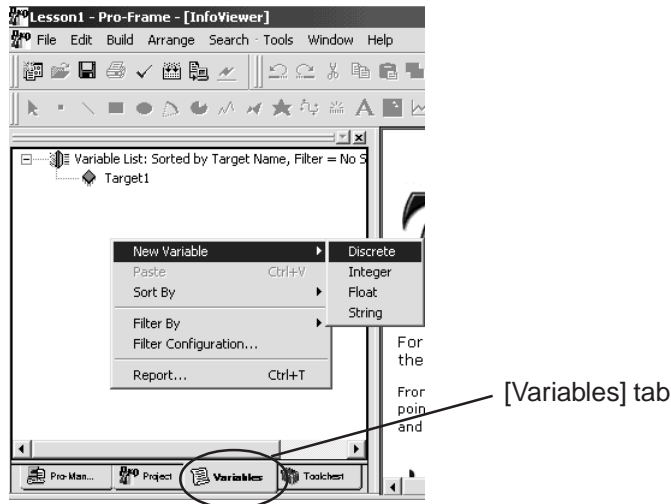 Lesson1 - Pro-Frame - [InfoViewer]
File Edit Build Arrange Search Tools Window Help
Variable List: Sorted by Target Name, Filter = No S
Target1
New Variable
Discrete
Paste Ctrl+V
Integer
Sort By
Float
String
Filter By
Filter Configuration...
Report... Ctrl+T
For
the
From
poin
and
[Variables] tab
Pro-Man... Project Variables Toolchest